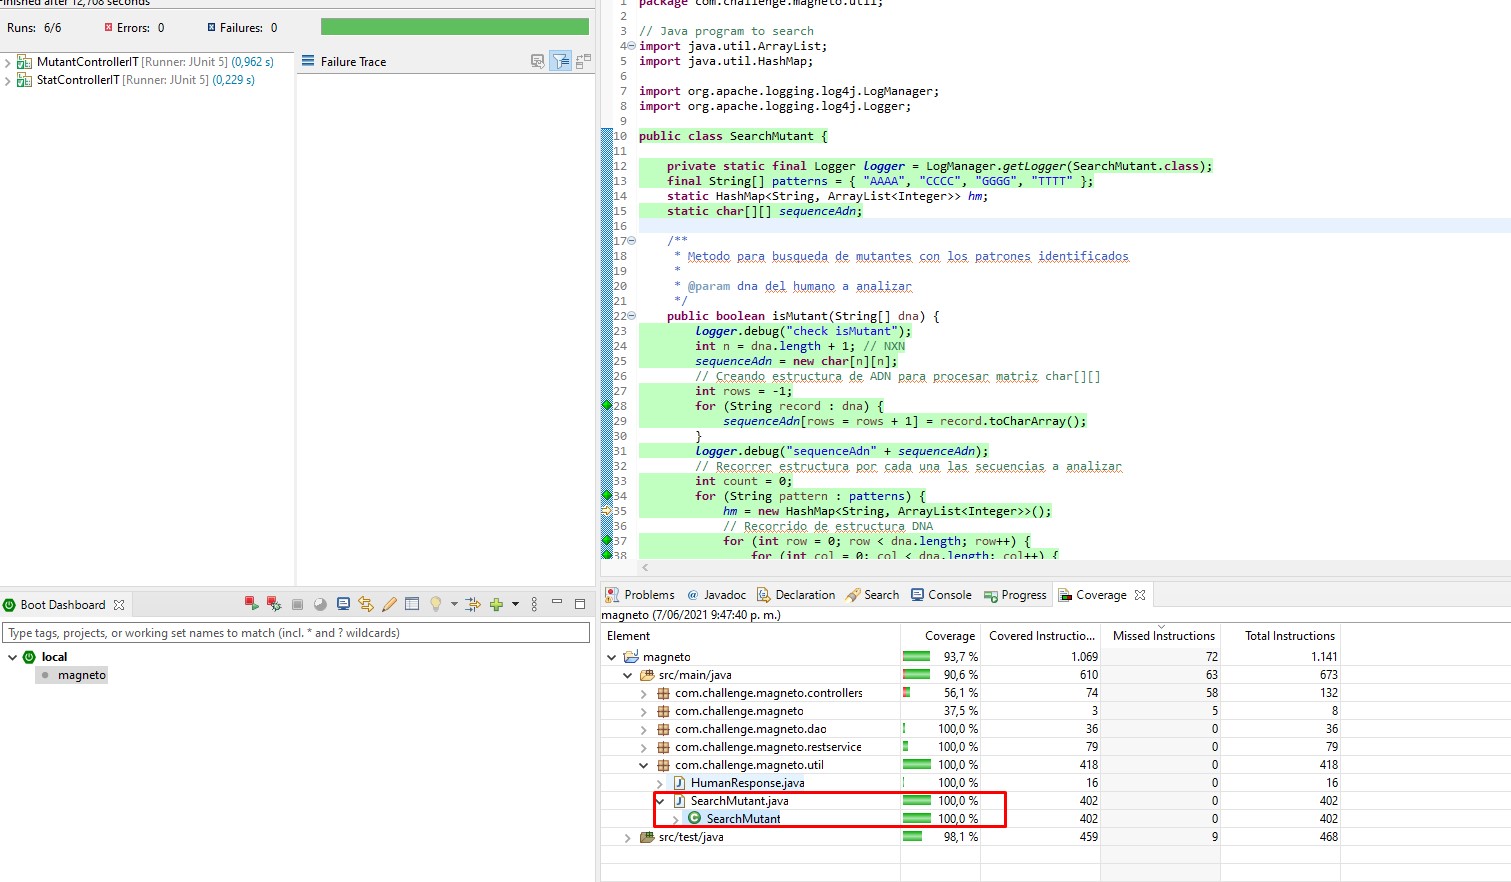 Finished after 12,708 seconds
Runs: 6/6 Errors: 0 Failures: 0
MutantControllerIT [Runner: JUnit 5] (0,962 s)
StatControllerIT [Runner: JUnit 5] (0,229 s)
Failure Trace
1 package com.challenge.magneto.util;
2
3 // Java program to search
4 import java.util.ArrayList;
5 import java.util.HashMap;
6
7 import org.apache.logging.log4j.LogManager;
8 import org.apache.logging.log4j.Logger;
9
10 public class SearchMutant {
11
12 private static final Logger logger = LogManager.getLogger(SearchMutant.class);
13 final String[] patterns = { "AAAA", "CCCC", "GGGG", "TTTT" };
14 static HashMap<String, ArrayList<Integer>> hm;
15 static char[][] sequenceAdn;
16
17 /**
18 * Metodo para busqueda de mutantes con los patrones identificados
19 *
20 * @param dna del humano a analizar
21 */
22 public boolean isMutant(String[] dna) {
23 logger.debug("check isMutant");
24 int n = dna.length + 1; // NXN
25 sequenceAdn = new char[n][n];
26 // Creando estructura de ADN para procesar matriz char[][]
27 int rows = -1;
28 for (String record : dna) {
29 sequenceAdn[rows = rows + 1] = record.toCharArray();
30 }
31 logger.debug("sequenceAdn" + sequenceAdn);
32 // Recorrer estructura por cada una las secuencias a analizar
33 int count = 0;
34 for (String pattern : patterns) {
35 hm = new HashMap<String, ArrayList<Integer>>();
36 // Recorrido de estructura DNA
37 for (int row = 0; row < dna.length; row++) {
38 for (int col = 0; col < dna.length; col++) {
Boot Dashboard
Type tags, projects, or working set names to match (incl. * and ? wildcards)
local
magneto
Problems Javadoc Declaration Search Console Progress Coverage
magneto (7/06/2021 9:47:40 p. m.)
Element Coverage Covered Instructio... Missed Instructions Total Instructions
magneto 93,7 % 1.069 72 1.141
src/main/java 90,6 % 610 63 673
com.challenge.magneto.controllers 56,1 % 74 58 132
com.challenge.magneto 37,5 % 3 5 8
com.challenge.magneto.dao 100,0 % 36 0 36
com.challenge.magneto.restservice 100,0 % 79 0 79
com.challenge.magneto.util 100,0 % 418 0 418
HumanResponse.java 100,0 % 16 0 16
SearchMutant.java 100,0 % 402 0 402
SearchMutant 100,0 % 402 0 402
src/test/java 98,1 % 459 9 468